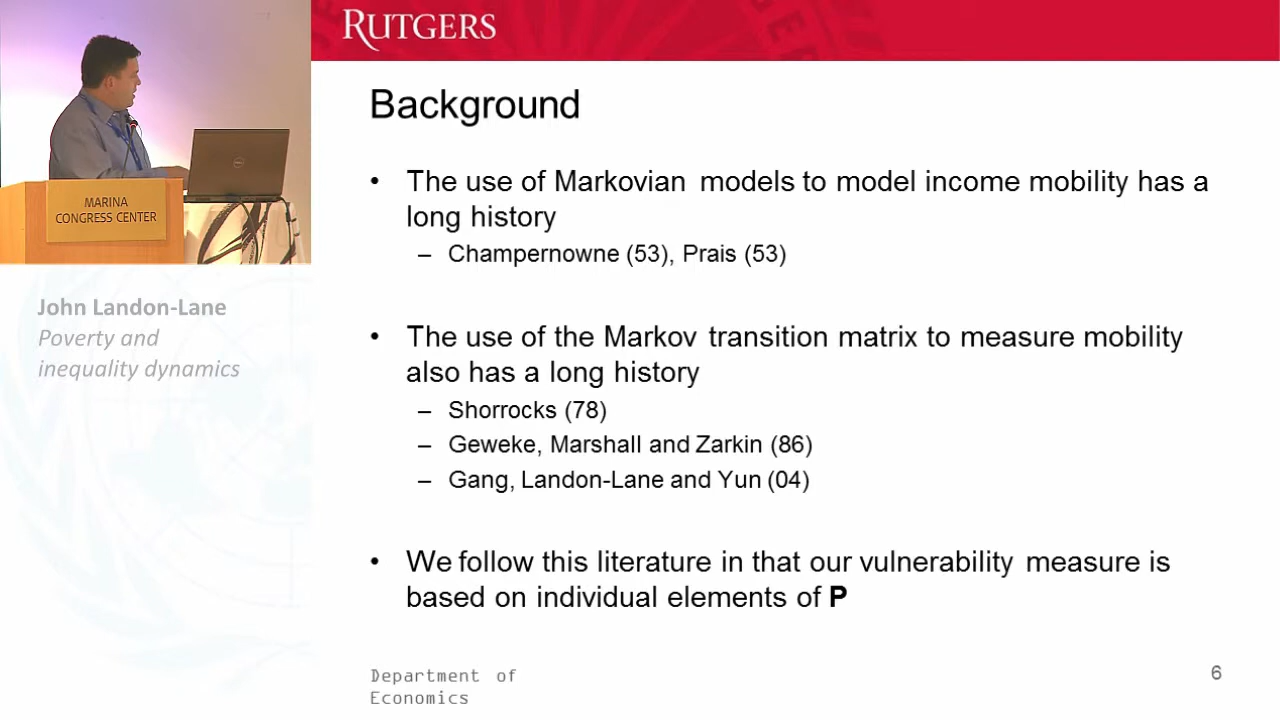 RUTGERS
Background
• The use of Markovian models to model income mobility has a
long history
– Champernowne (53), Prais (53)
• The use of the Markov transition matrix to measure mobility
also has a long history
– Shorrocks (78)
– Geweke, Marshall and Zarkin (86)
– Gang, Landon-Lane and Yun (04)
• We follow this literature in that our vulnerability measure is
based on individual elements of P
Department of
Economics
6
MARINA
CONGRESS CENTER
John Landon-Lane
Poverty and
inequality dynamics